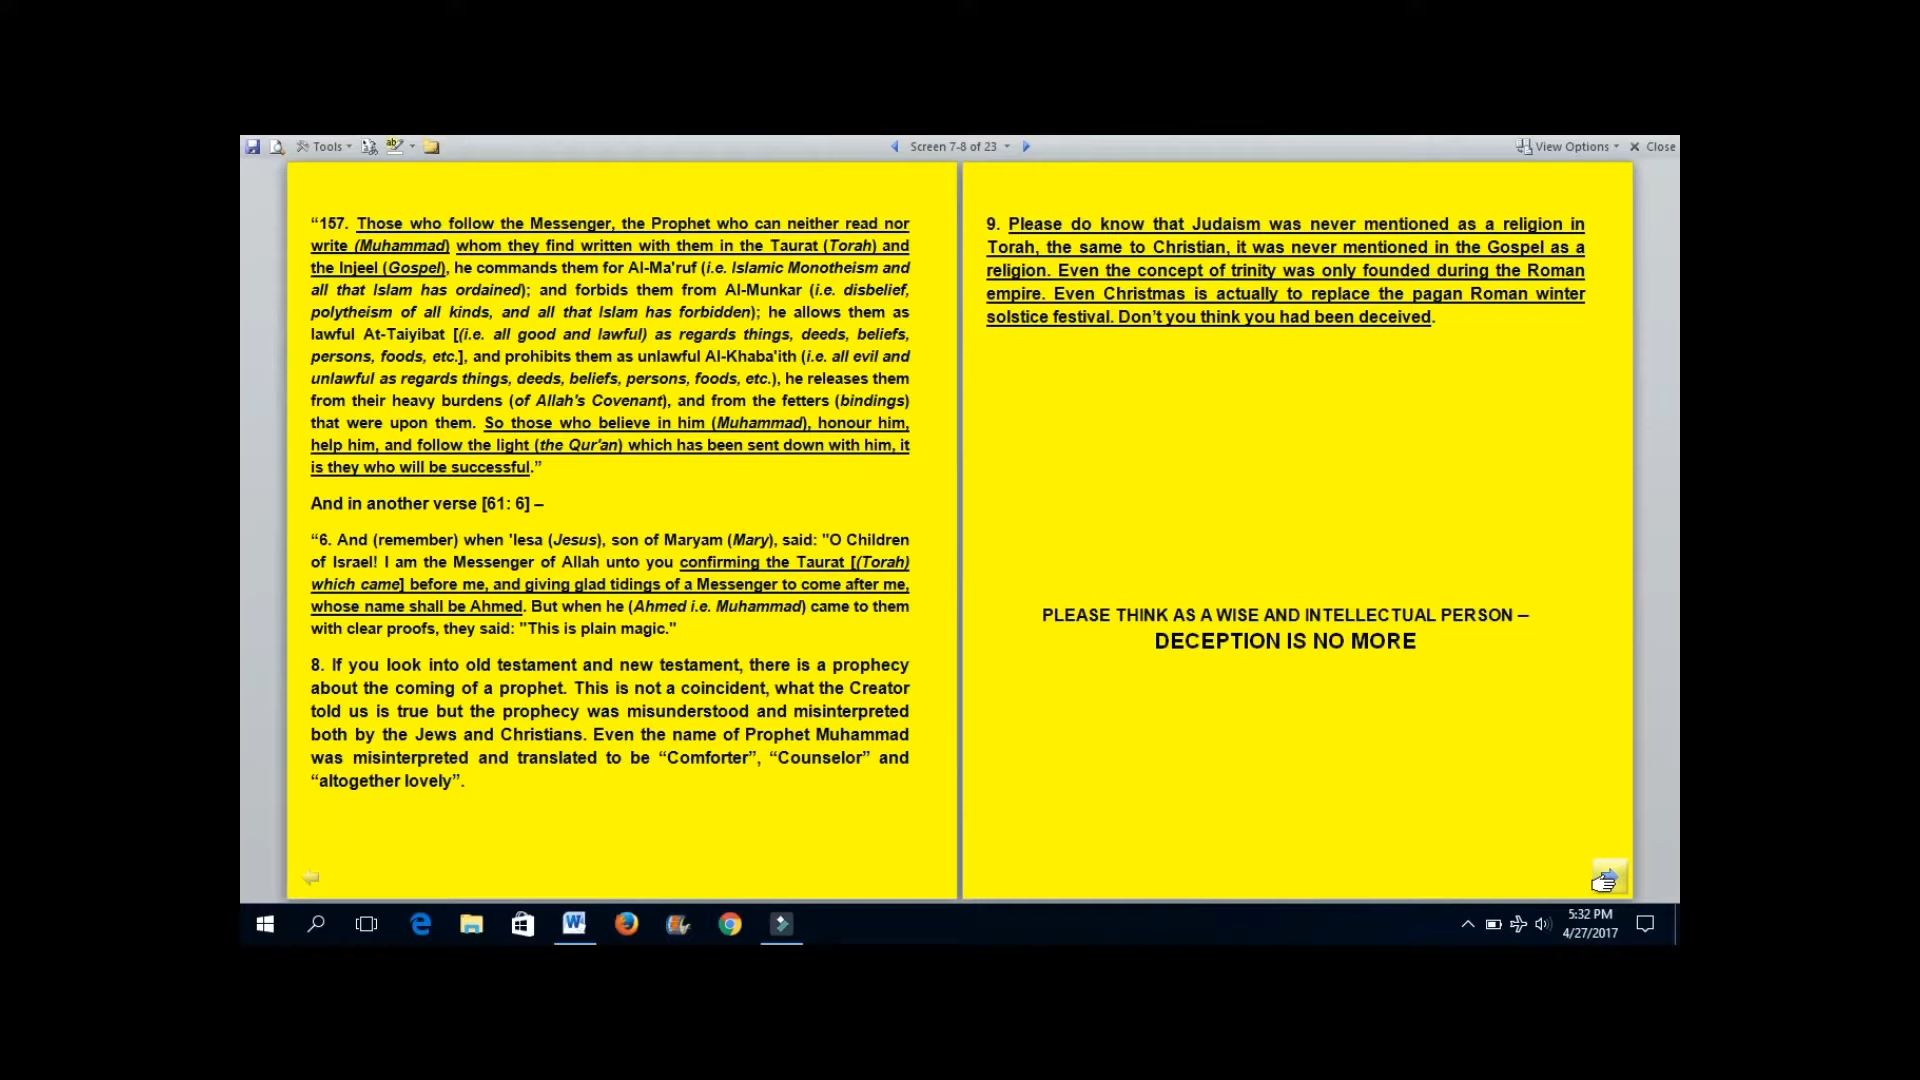 Tools
Screen 7-8 of 23
View Options
Close
“157. Those who follow the Messenger, the Prophet who can neither read nor
write (Muhammad) whom they find written with them in the Taurat (Torah) and
the Injeel (Gospel), he commands them for Al-Ma'ruf (i.e. Islamic Monotheism and
all that Islam has ordained); and forbids them from Al-Munkar (i.e. disbelief,
polytheism of all kinds, and all that Islam has forbidden); he allows them as
lawful At-Taiyibat [(i.e. all good and lawful) as regards things, deeds, beliefs,
persons, foods, etc.], and prohibits them as unlawful Al-Khaba'ith (i.e. all evil and
unlawful as regards things, deeds, beliefs, persons, foods, etc.), he releases them
from their heavy burdens (of Allah's Covenant), and from the fetters (bindings)
that were upon them. So those who believe in him (Muhammad), honour him,
help him, and follow the light (the Qur'an) which has been sent down with him, it
is they who will be successful.”
And in another verse [61: 6] –
“6. And (remember) when 'Iesa (Jesus), son of Maryam (Mary), said: "O Children
of Israel! I am the Messenger of Allah unto you confirming the Taurat [(Torah)
which came] before me, and giving glad tidings of a Messenger to come after me,
whose name shall be Ahmed. But when he (Ahmed i.e. Muhammad) came to them
with clear proofs, they said: "This is plain magic."
8. If you look into old testament and new testament, there is a prophecy
about the coming of a prophet. This is not a coincident, what the Creator
told us is true but the prophecy was misunderstood and misinterpreted
both by the Jews and Christians. Even the name of Prophet Muhammad
was misinterpreted and translated to be “Comforter”, “Counselor” and
“altogether lovely”.
9. Please do know that Judaism was never mentioned as a religion in
Torah, the same to Christian, it was never mentioned in the Gospel as a
religion. Even the concept of trinity was only founded during the Roman
empire. Even Christmas is actually to replace the pagan Roman winter
solstice festival. Don’t you think you had been deceived.
PLEASE THINK AS A WISE AND INTELLECTUAL PERSON –
DECEPTION IS NO MORE
5:32 PM
4/27/2017